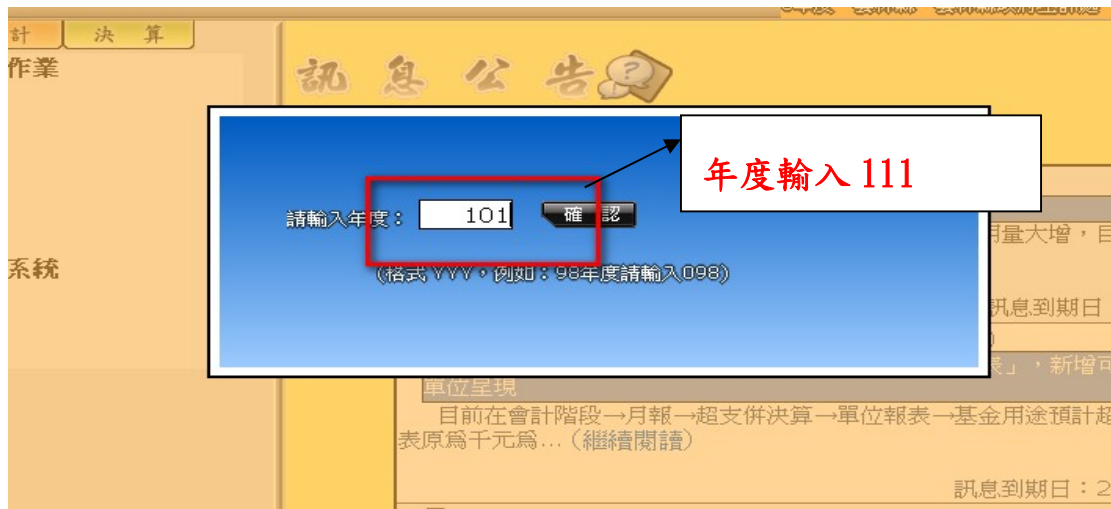 計 決 算
作業
訊 息 公 告
年度輸入 111
請輸入年度： 101 確 認
(格式 YYY。例如：98年度請輸入098)
用量大增，目
系統
訊息到期日
表」，新增可
單位呈現
目前在會計階段→月報→超支併決算→單位報表→基金用途預計超
表原為千元為...（繼續閱讀）
訊息到期日：2